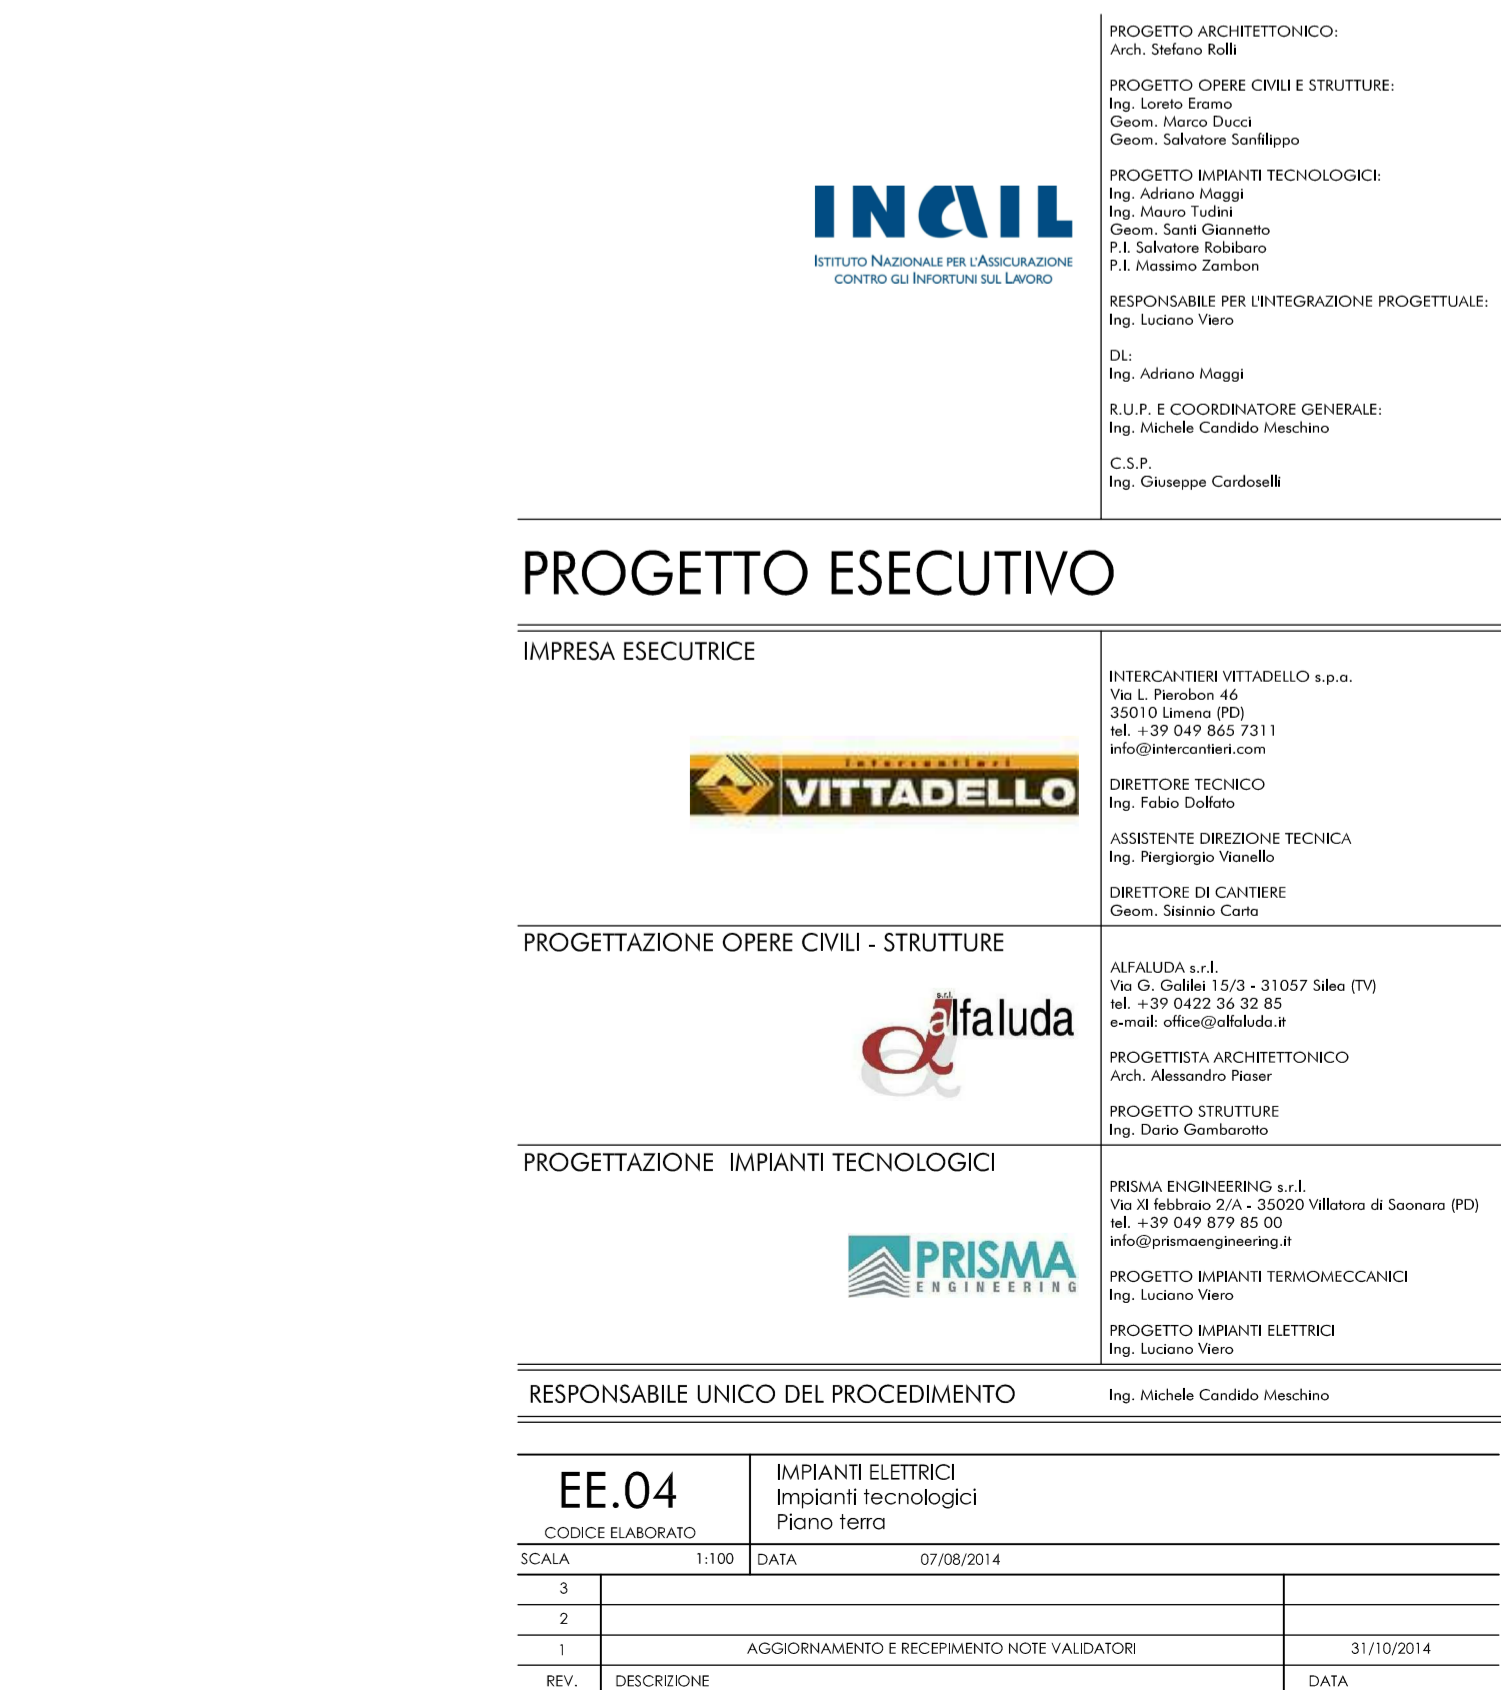 INAIL
ISTITUTO NAZIONALE PER L'ASSICURAZIONE
CONTRO GLI INFORTUNI SUL LAVORO
PROGETTO ARCHITETTONICO:
Arch. Stefano Rolli
PROGETTO OPERE CIVILI E STRUTTURE:
Ing. Loreto Eramo
Geom. Marco Ducci
Geom. Salvatore Sanfilippo
PROGETTO IMPIANTI TECNOLOGICI:
Ing. Adriano Maggi
Ing. Mauro Tudini
Geom. Santi Giannetto
P.I. Salvatore Robibaro
P.I. Massimo Zambon
RESPONSABILE PER L'INTEGRAZIONE PROGETTUALE:
Ing. Luciano Viero
DL:
Ing. Adriano Maggi
R.U.P. E COORDINATORE GENERALE:
Ing. Michele Candido Meschino
C.S.P.
Ing. Giuseppe Cardoselli
PROGETTO ESECUTIVO
IMPRESA ESECUTRICE
intercantieri
VITTADELLO
INTERCANTIERI VITTADELLO s.p.a.
Via L. Pierobon 46
35010 Limena (PD)
tel. +39 049 865 7311
info@intercantieri.com
DIRETTORE TECNICO
Ing. Fabio Dolfato
ASSISTENTE DIREZIONE TECNICA
Ing. Piergiorgio Vianello
DIRETTORE DI CANTIERE
Geom. Sisinnio Carta
PROGETTAZIONE OPERE CIVILI - STRUTTURE
s.r.l.
alfaluda
ALFALUDA s.r.l.
Via G. Galilei 15/3 - 31057 Silea (TV)
tel. +39 0422 36 32 85
e-mail: office@alfaluda.it
PROGETTISTA ARCHITETTONICO
Arch. Alessandro Piaser
PROGETTO STRUTTURE
Ing. Dario Gambarotto
PROGETTAZIONE IMPIANTI TECNOLOGICI
PRISMA
ENGINEERING
PRISMA ENGINEERING s.r.l.
Via XI febbraio 2/A - 35020 Villatora di Saonara (PD)
tel. +39 049 879 85 00
info@prismaengineering.it
PROGETTO IMPIANTI TERMOMECCANICI
Ing. Luciano Viero
PROGETTO IMPIANTI ELETTRICI
Ing. Luciano Viero
RESPONSABILE UNICO DEL PROCEDIMENTO Ing. Michele Candido Meschino
EE.04
CODICE ELABORATO
IMPIANTI ELETTRICI
Impianti tecnologici
Piano terra
SCALA 1:100 DATA 07/08/2014
3
2
1 AGGIORNAMENTO E RECEPIMENTO NOTE VALIDATORI 31/10/2014
REV. DESCRIZIONE DATA